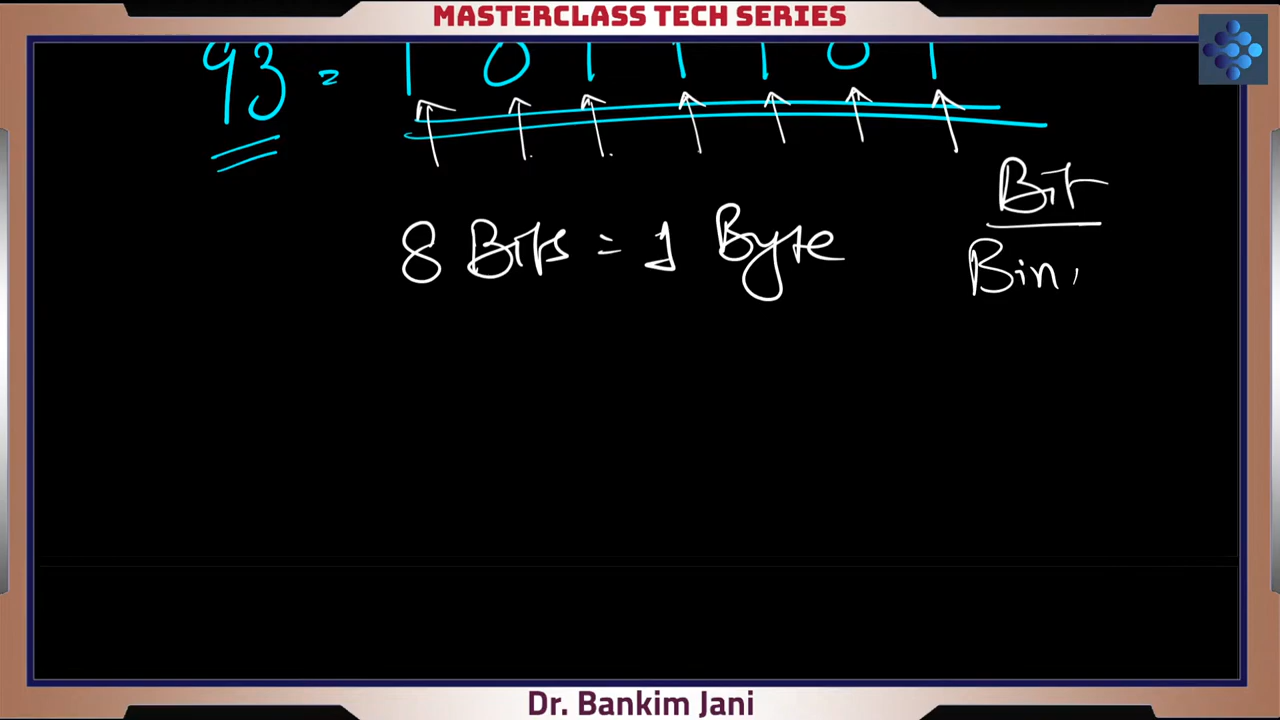 MASTERCLASS TECH SERIES
93 = 1 0 1 1 1 0 1
Bit
8 Bits = 1 Byte
Bin
Dr. Bankim Jani